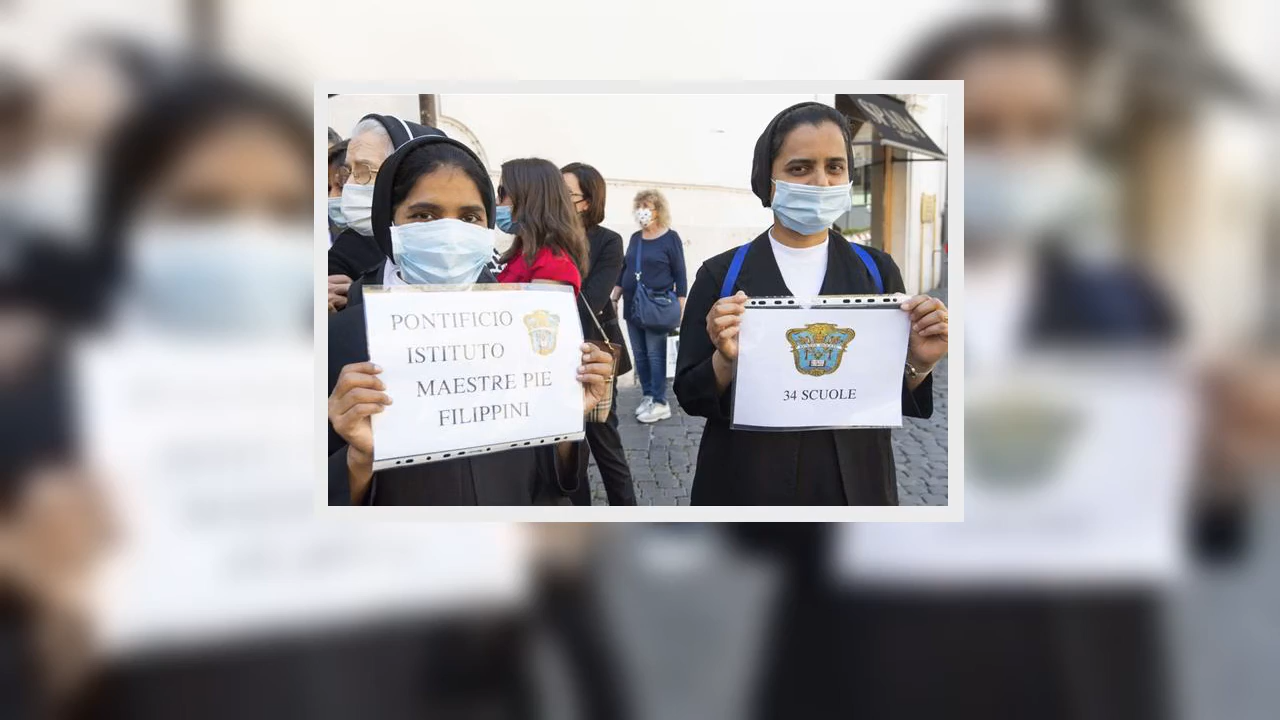 PONTIFICIO
ISTITUTO
MAESTRE PIE
FILIPPINI
34 SCUOLE